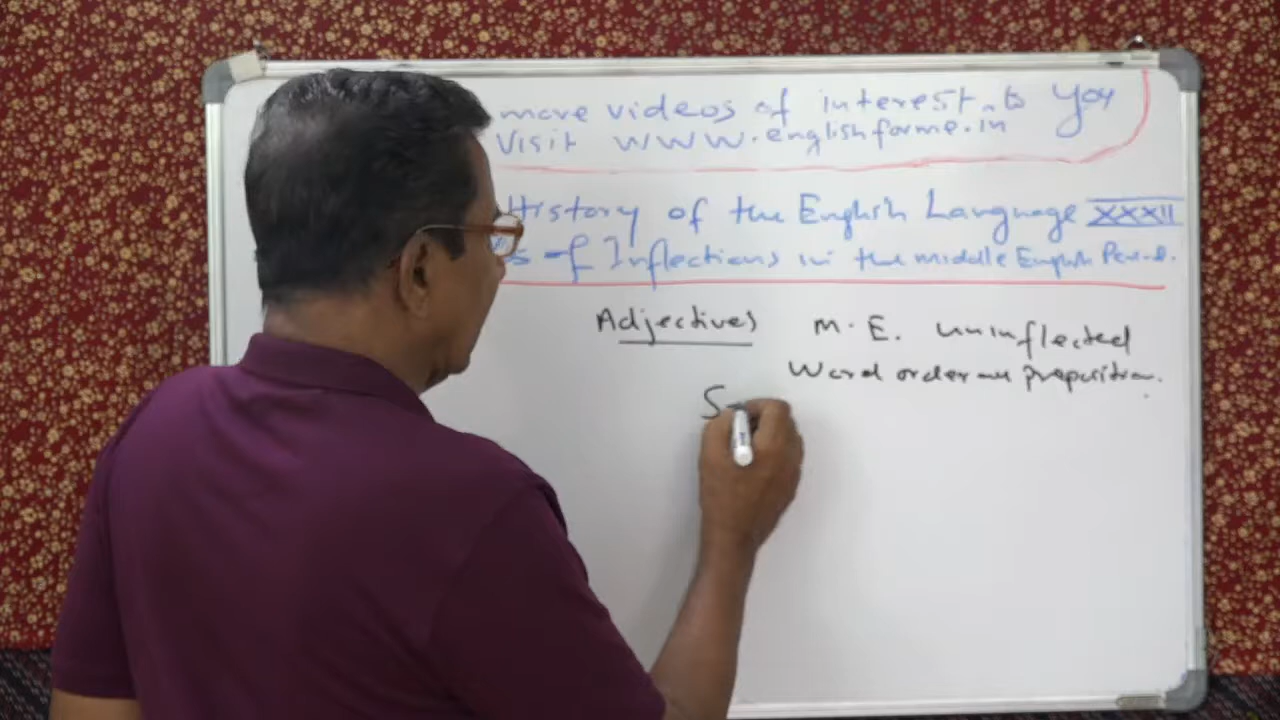 more videos of interest to you
Visit www.englishforme.in
History of the English Language XXXII
of Inflections in the middle English Period.
Adjectives M.E. uninflected
Word order and preposition.
S